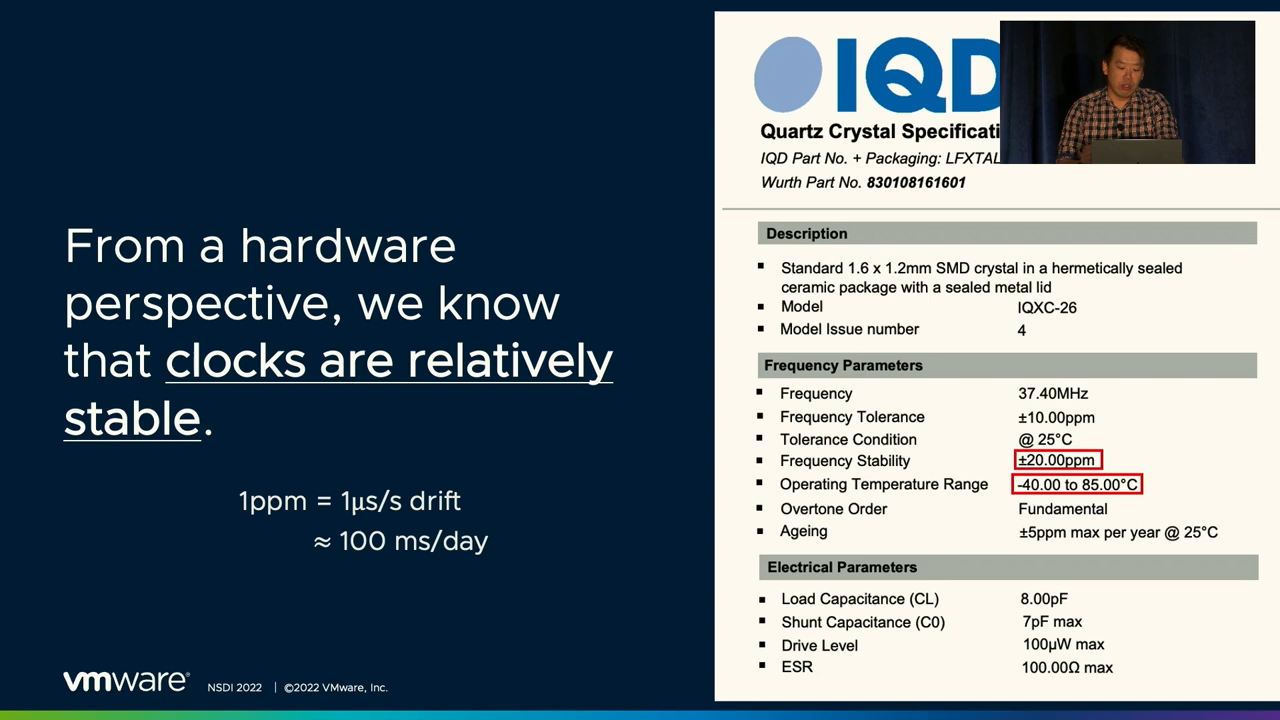 From a hardware
perspective, we know
that clocks are relatively
stable.
1ppm = 1µs/s drift
≈ 100 ms/day
vmware®
NSDI 2022 | ©2022 VMware, Inc.
IQD
Quartz Crystal Specificati
IQD Part No. + Packaging: LFXTAL
Wurth Part No. 830108161601
Description
▪ Standard 1.6 x 1.2mm SMD crystal in a hermetically sealed
ceramic package with a sealed metal lid
▪ Model IQXC-26
▪ Model Issue number 4
Frequency Parameters
▪ Frequency 37.40MHz
▪ Frequency Tolerance ±10.00ppm
▪ Tolerance Condition @ 25°C
▪ Frequency Stability ±20.00ppm
▪ Operating Temperature Range -40.00 to 85.00°C
▪ Overtone Order Fundamental
▪ Ageing ±5ppm max per year @ 25°C
Electrical Parameters
▪ Load Capacitance (CL) 8.00pF
▪ Shunt Capacitance (C0) 7pF max
▪ Drive Level 100µW max
▪ ESR 100.00Ω max